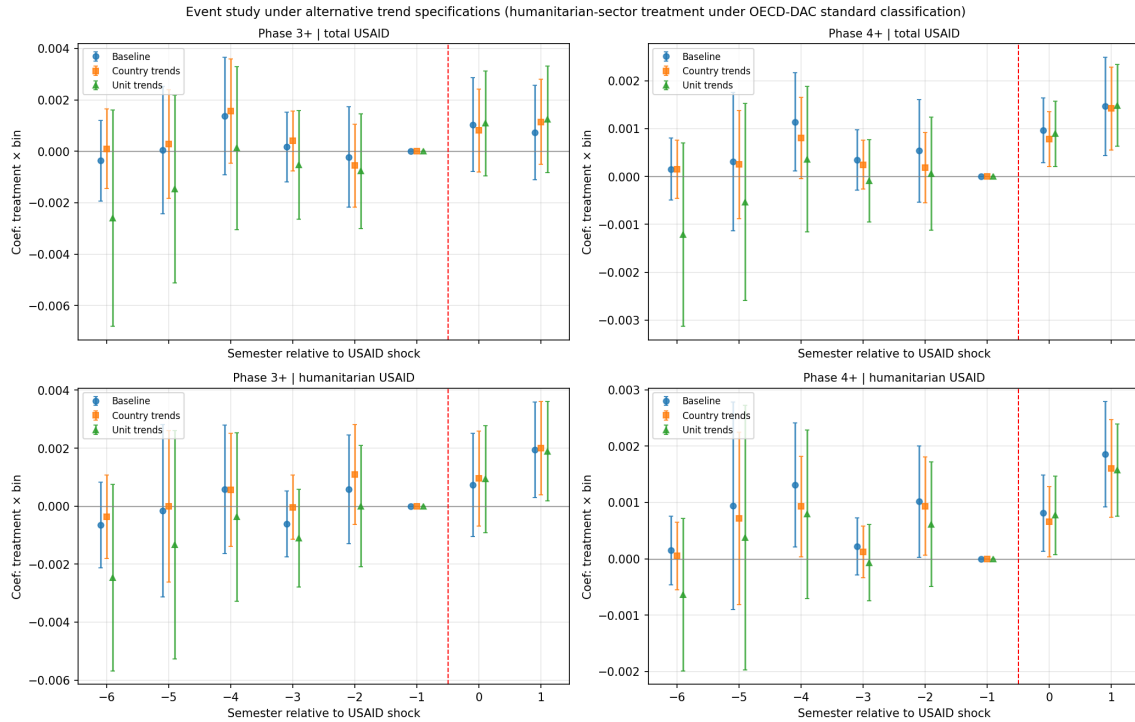 Event study under alternative trend specifications (humanitarian-sector treatment under OECD-DAC standard classification)
Phase 3+ | total USAID
Baseline
Country trends
Unit trends
0.004
0.002
0.000
−0.002
−0.004
−0.006
Coef: treatment × bin
Semester relative to USAID shock
Phase 4+ | total USAID
Baseline
Country trends
Unit trends
0.002
0.001
0.000
−0.001
−0.002
−0.003
Coef: treatment × bin
Semester relative to USAID shock
Phase 3+ | humanitarian USAID
Baseline
Country trends
Unit trends
0.004
0.002
0.000
−0.002
−0.004
−0.006
Coef: treatment × bin
−6 −5 −4 −3 −2 −1 0 1
Semester relative to USAID shock
Phase 4+ | humanitarian USAID
Baseline
Country trends
Unit trends
0.003
0.002
0.001
0.000
−0.001
−0.002
Coef: treatment × bin
−6 −5 −4 −3 −2 −1 0 1
Semester relative to USAID shock